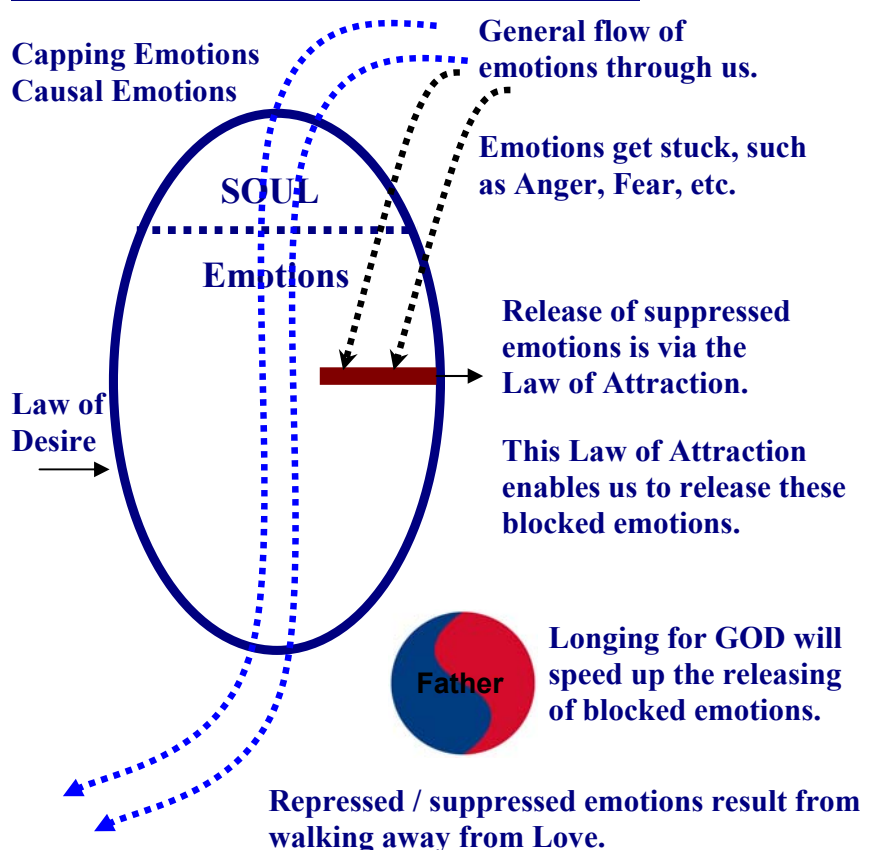 Capping Emotions
Causal Emotions
General flow of
emotions through us.
Emotions get stuck, such
as Anger, Fear, etc.
SOUL
Emotions
Release of suppressed
emotions is via the
Law of Attraction.
Law of
Desire
This Law of Attraction
enables us to release these
blocked emotions.
Father
Longing for GOD will
speed up the releasing
of blocked emotions.
Repressed / suppressed emotions result from
walking away from Love.